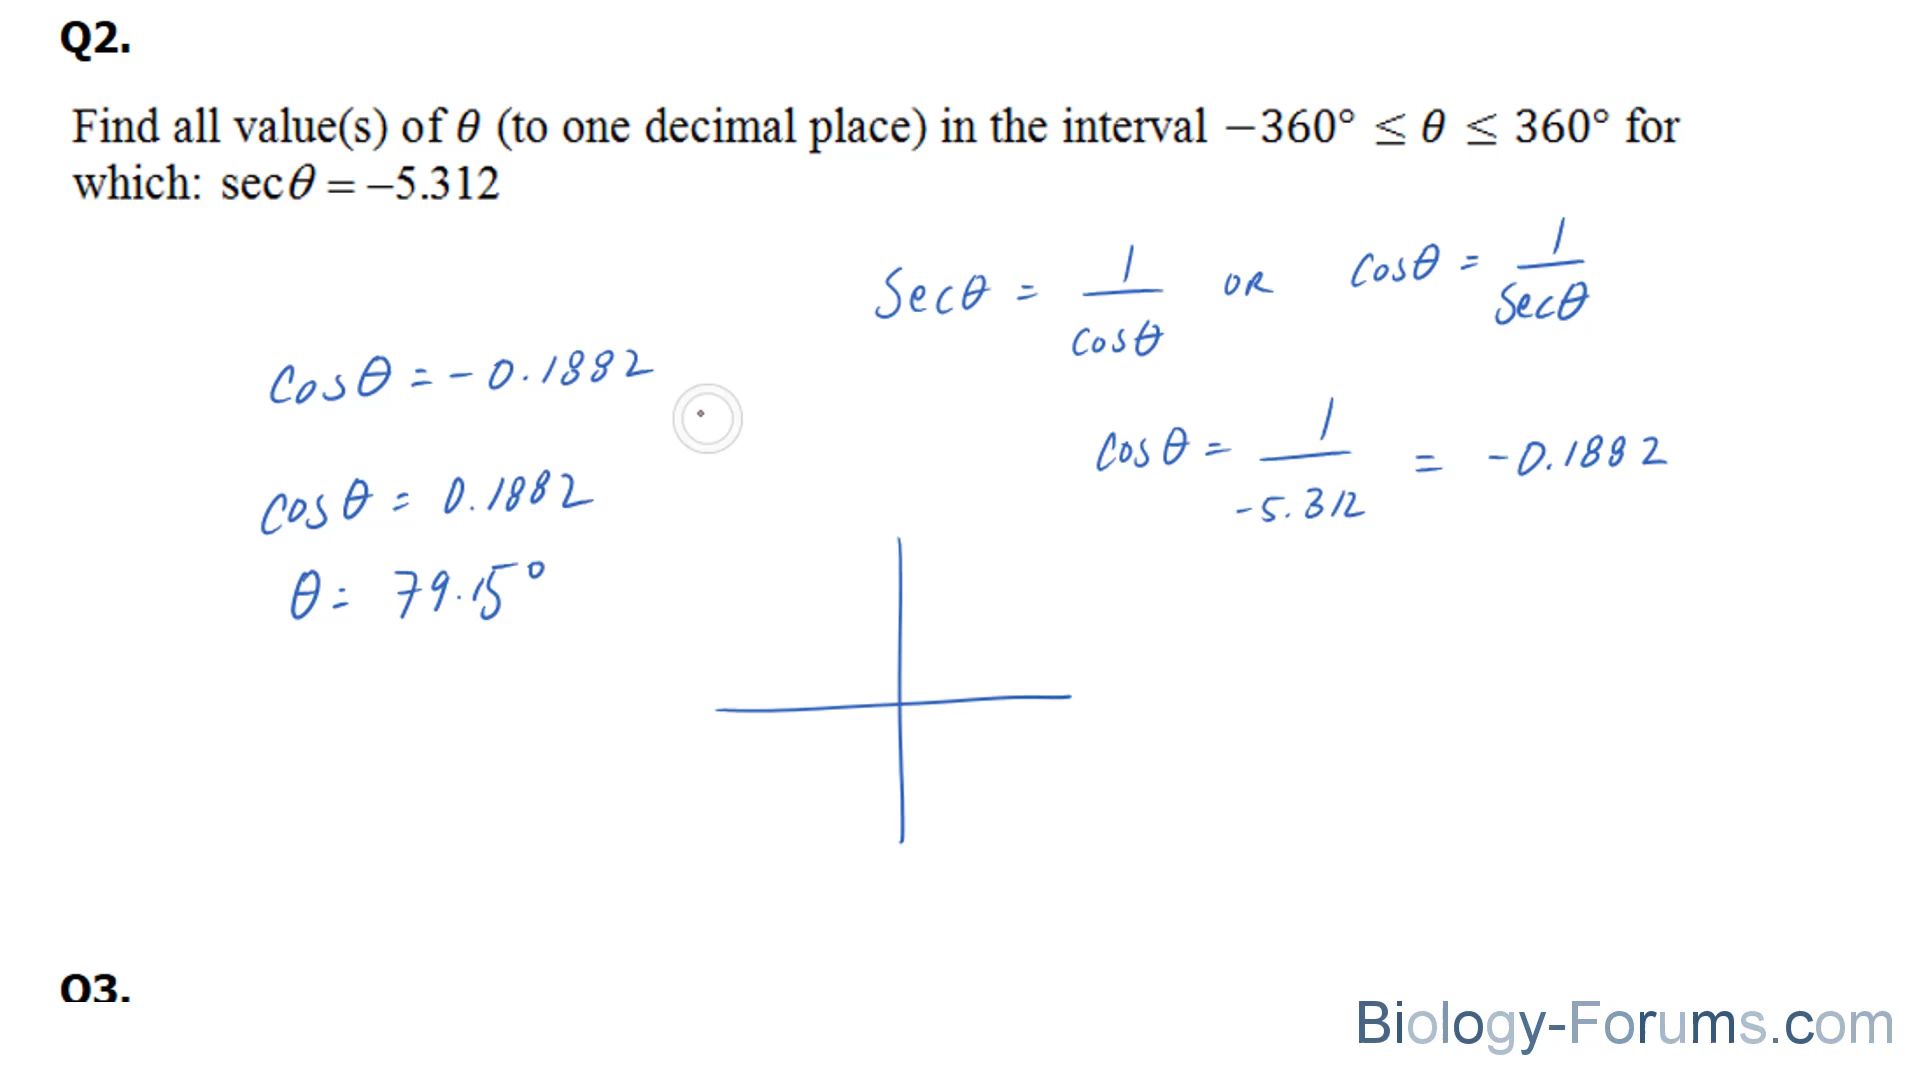 Q2.
Find all value(s) of θ (to one decimal place) in the interval −360° ≤ θ ≤ 360° for
which: secθ = −5.312
Secθ = 1/cosθ OR Cosθ = 1/Secθ
Cosθ = -0.1882
Cosθ = 1/-5.312 = -0.1882
Cosθ = 0.1882
θ = 79.15°
Q3.
Biology-Forums.com